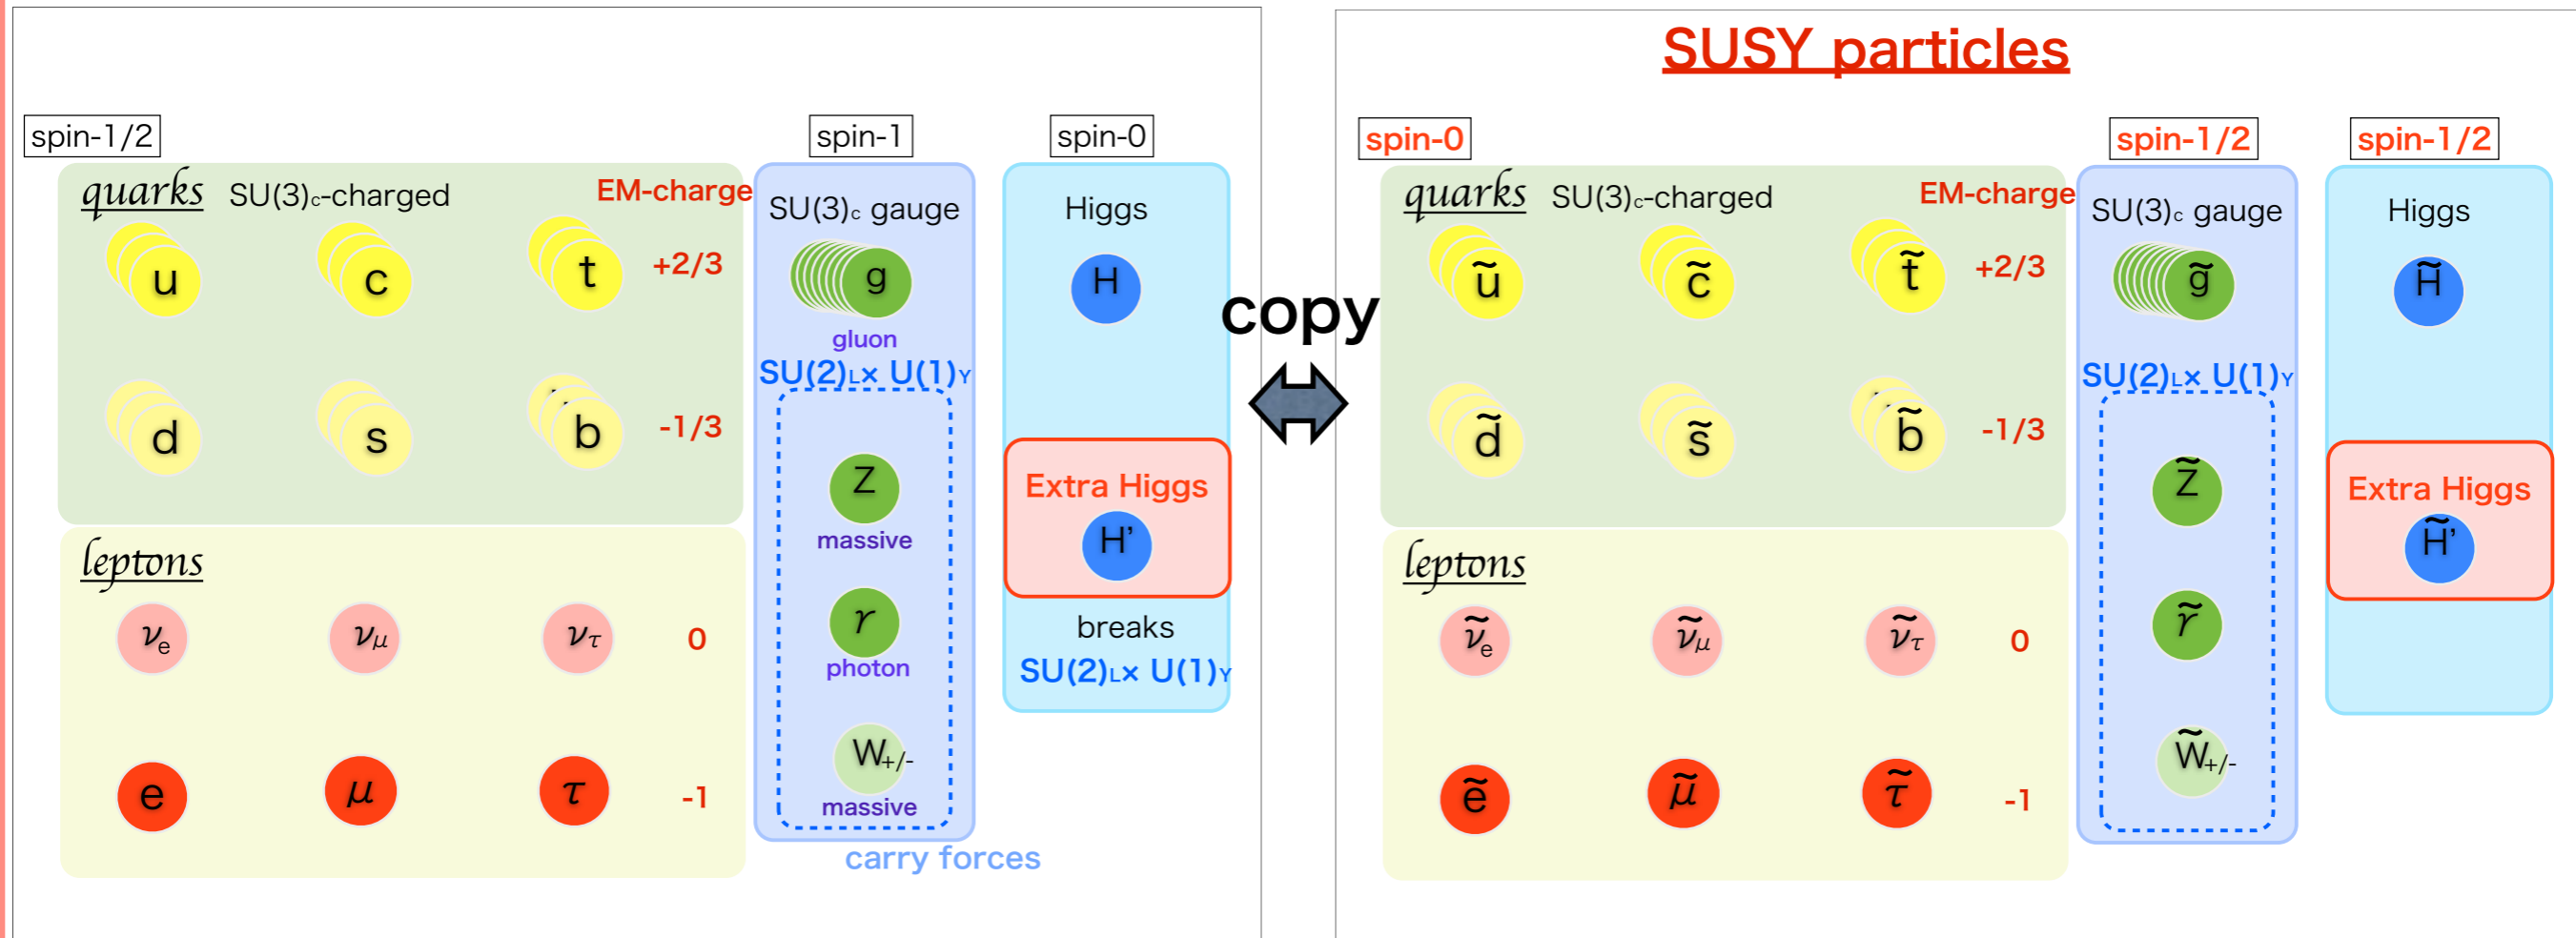 SUSY particles
spin-1/2
spin-1
spin-0
quarks SU(3)c-charged
EM-charge
u c t +2/3
d s b -1/3
leptons
νe νμ ντ 0
e μ τ -1
SU(3)c gauge
g
gluon
SU(2)L× U(1)Y
Z
massive
γ
photon
W+/-
massive
carry forces
Higgs
H
Extra Higgs
H’
breaks
SU(2)L× U(1)Y
copy
spin-0
spin-1/2
spin-1/2
quarks SU(3)c-charged
EM-charge
ũ c̃ t̃ +2/3
d̃ s̃ b̃ -1/3
leptons
ν̃e ν̃μ ν̃τ 0
ẽ μ̃ τ̃ -1
SU(3)c gauge
g̃
SU(2)L× U(1)Y
Z̃
γ̃
W̃+/-
Higgs
H̃
Extra Higgs
H̃’